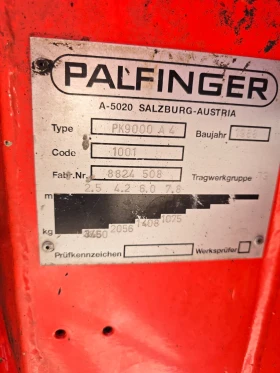 PALFINGER
A-5020 SALZBURG-AUSTRIA
Type PK9000 A 4 Baujahr
Code 1001
Fabr.Nr. 8624 508 Tragwerkgruppe
m 2.5 4.2 6.0 7.8
kg 3450 2056 1408 1075
Prüfkennzeichen Werksprüfer